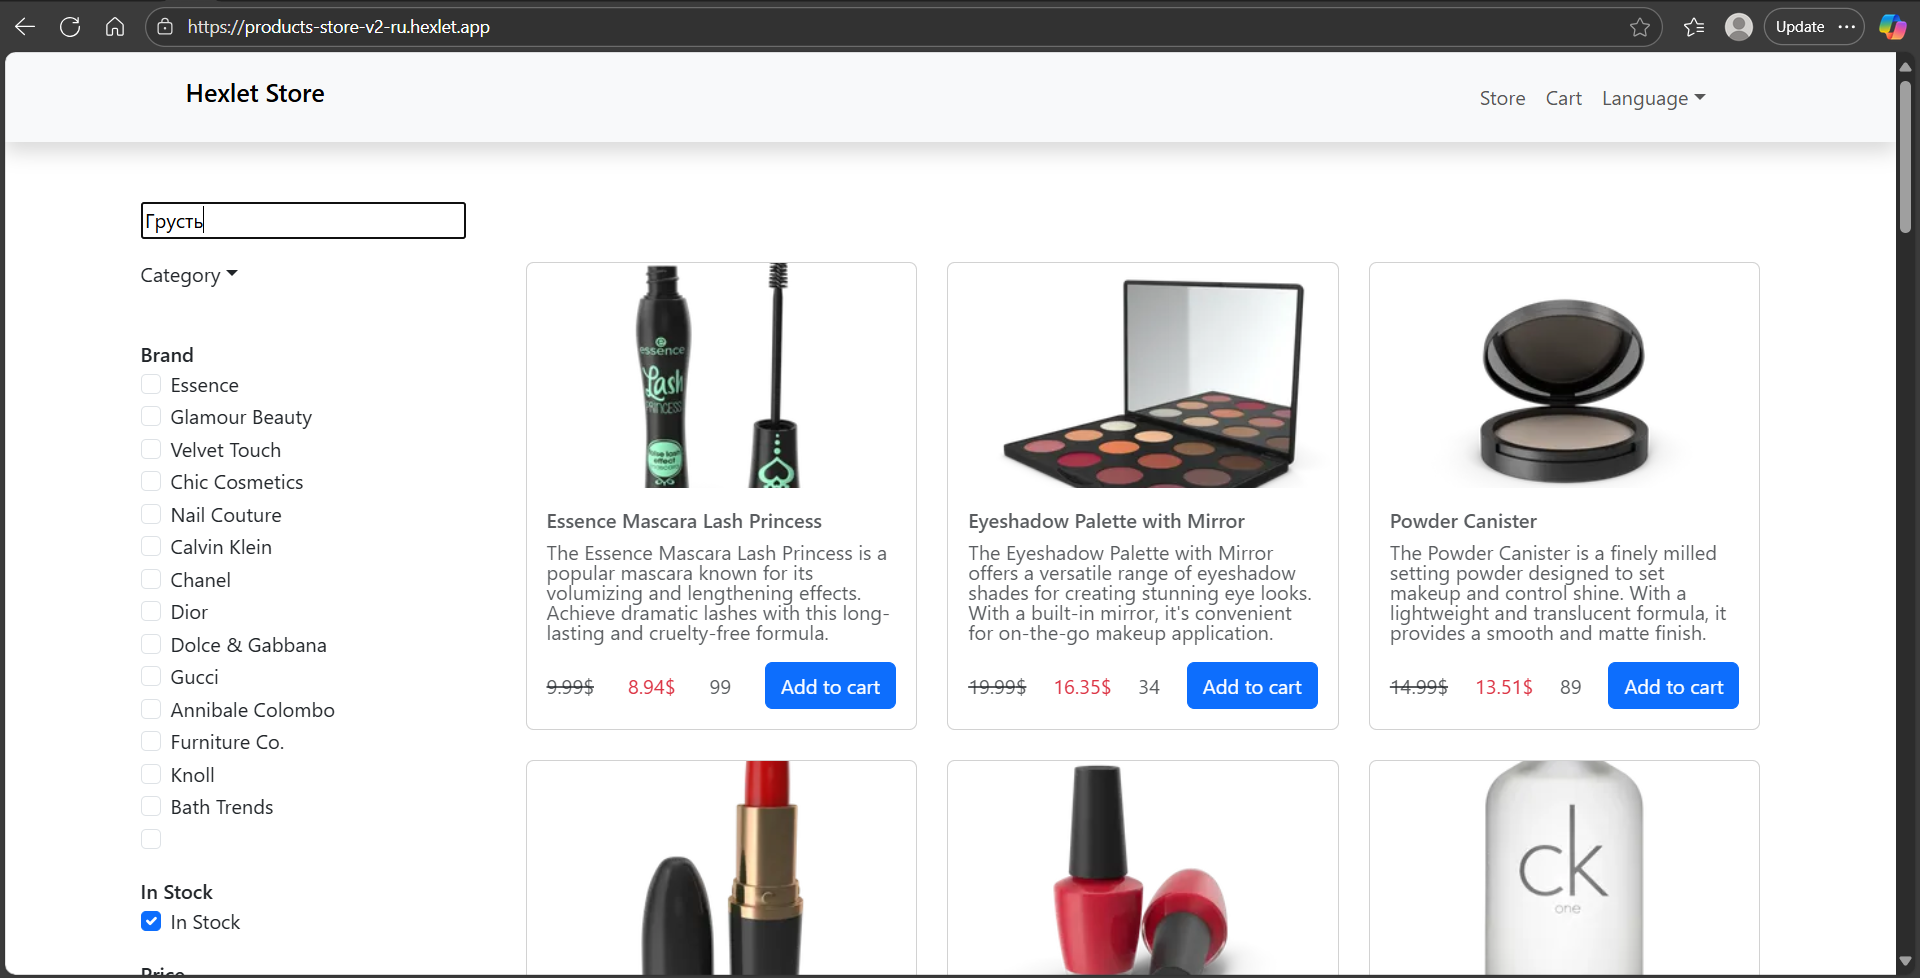 https://products-store-v2-ru.hexlet.app
Update
Hexlet Store
Store Cart Language
Грусть
Category
Brand
Essence
Glamour Beauty
Velvet Touch
Chic Cosmetics
Nail Couture
Calvin Klein
Chanel
Dior
Dolce & Gabbana
Gucci
Annibale Colombo
Furniture Co.
Knoll
Bath Trends
In Stock
In Stock
Price
essence
Lash
PRINCESS
false lash
effect
Essence Mascara Lash Princess
The Essence Mascara Lash Princess is a
popular mascara known for its
volumizing and lengthening effects.
Achieve dramatic lashes with this long-
lasting and cruelty-free formula.
9.99$ 8.94$ 99 Add to cart
Eyeshadow Palette with Mirror
The Eyeshadow Palette with Mirror
offers a versatile range of eyeshadow
shades for creating stunning eye looks.
With a built-in mirror, it's convenient
for on-the-go makeup application.
19.99$ 16.35$ 34 Add to cart
Powder Canister
The Powder Canister is a finely milled
setting powder designed to set
makeup and control shine. With a
lightweight and translucent formula, it
provides a smooth and matte finish.
14.99$ 13.51$ 89 Add to cart
ck
one